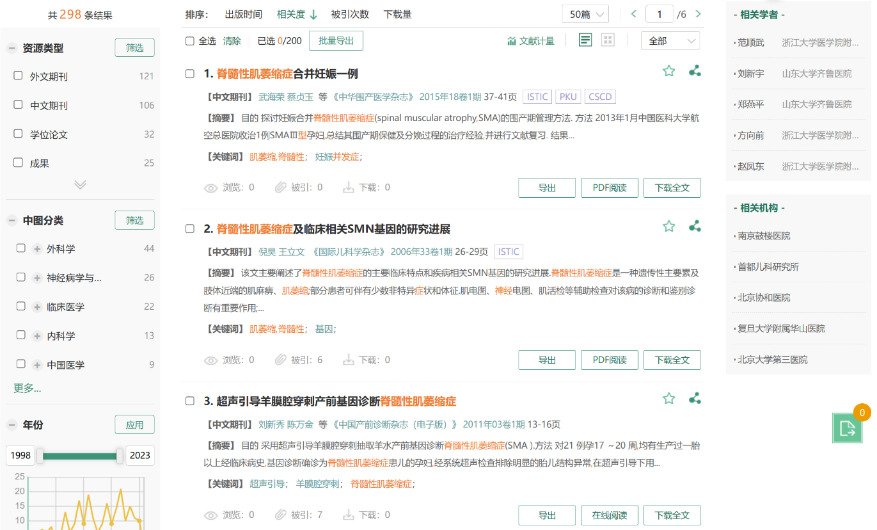 共 298 条结果
排序： 出版时间 相关度 被引次数 下载量
50篇
1 /6
- 相关学者 -
资源类型 筛选
外文期刊 121
中文期刊 106
学位论文 32
成果 25
中图分类 筛选
外科学 44
神经病学与... 26
临床医学 22
内科学 13
中国医学 9
更多...
年份 应用
1998 2023
25
20
15
10
全选 清除 已选 0/200 批量导出
文献计量 全部
1. 脊髓性肌萎缩症合并妊娠一例
【中文期刊】 武海荣 蔡贞玉 等 《中华围产医学杂志》 2015年18卷1期 37-41页 ISTIC PKU CSCD
【摘要】 目的 探讨妊娠合并脊髓性肌萎缩症(spinal muscular atrophy,SMA)的围产期管理方法. 方法 2013年1月中国医科大学航
空总医院收治1例SMAⅢ型孕妇,总结其围产期保健及分娩过程的治疗经验,并进行文献复习. 结果...
【关键词】 肌萎缩,脊髓性； 妊娠并发症；
浏览：0 被引：0 下载：0
导出 PDF阅读 下载全文
2. 脊髓性肌萎缩症及临床相关SMN基因的研究进展
【中文期刊】 倪昊 王立文 《国际儿科学杂志》 2006年33卷1期 26-29页 ISTIC
【摘要】 该文主要阐述了脊髓性肌萎缩症的主要临床特点和疾病相关SMN基因的研究进展.脊髓性肌萎缩症是一种遗传性主要累及
肢体近端的肌麻痹、肌萎缩;部分患者可伴有少数非特异症状和体征.肌电图、神经电图、肌活检等辅助检查对该病的诊断和鉴别诊
断有重要作用;...
【关键词】 肌萎缩,脊髓性； 基因；
浏览：0 被引：6 下载：0
导出 PDF阅读 下载全文
3. 超声引导羊膜腔穿刺产前基因诊断脊髓性肌萎缩症
【中文期刊】 刘新秀 陈万金 等 《中国产前诊断杂志（电子版）》 2011年03卷1期 13-16页
【摘要】 目的 采用超声引导羊膜腔穿刺抽取羊水产前基因诊断脊髓性肌萎缩症(SMA ).方法 对21 例孕17 ～20 周,均有生产过一胎
以上经临床病史,基因诊断确诊为脊髓性肌萎缩症患儿的孕妇,经系统超声检查排除明显的胎儿结构异常,在超声引导下用...
【关键词】 超声引导； 羊膜腔穿刺； 脊髓性肌萎缩症；
浏览：0 被引：7 下载：0
导出 在线阅读 下载全文
范顺武 浙江大学医学院附...
刘新宇 山东大学齐鲁医院
郑燕平 山东大学齐鲁医院
方向前 浙江大学医学院附...
赵凤东 浙江大学医学院附...
- 相关机构 -
南京鼓楼医院
首都儿科研究所
北京协和医院
复旦大学附属华山医院
北京大学第三医院
0